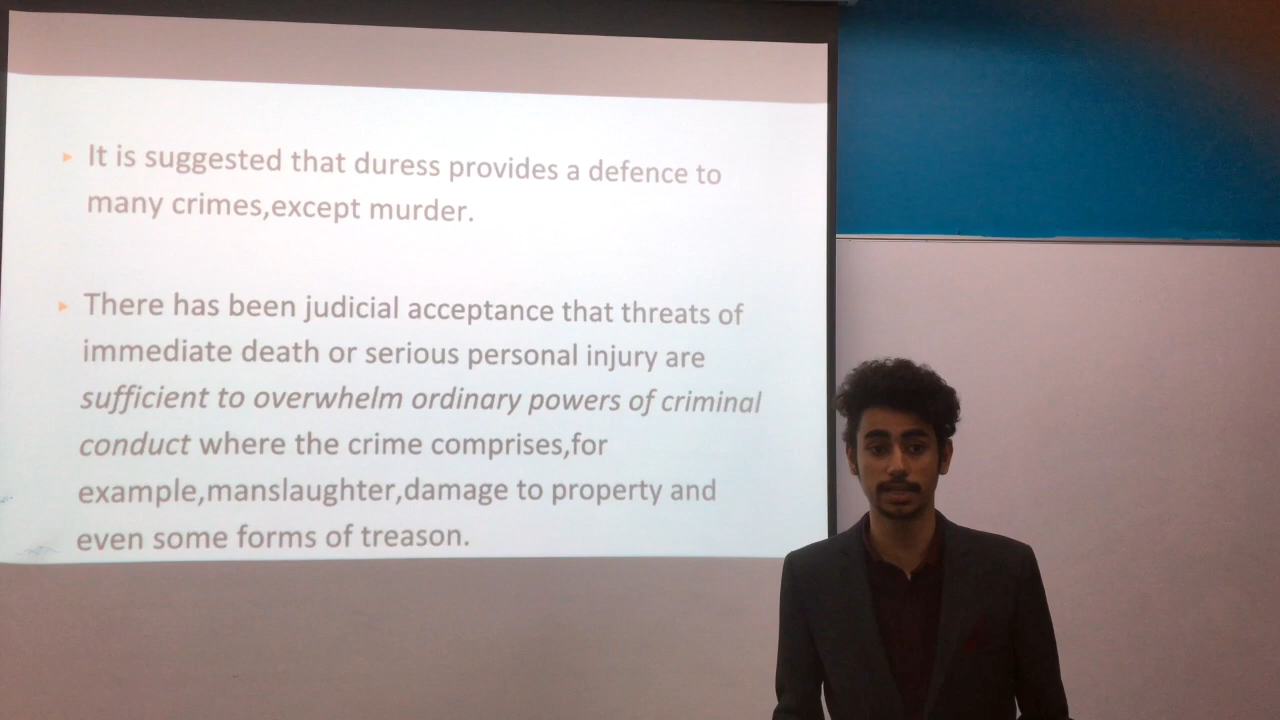 It is suggested that duress provides a defence to
many crimes,except murder.
There has been judicial acceptance that threats of
immediate death or serious personal injury are
sufficient to overwhelm ordinary powers of criminal
conduct where the crime comprises,for
example,manslaughter,damage to property and
even some forms of treason.